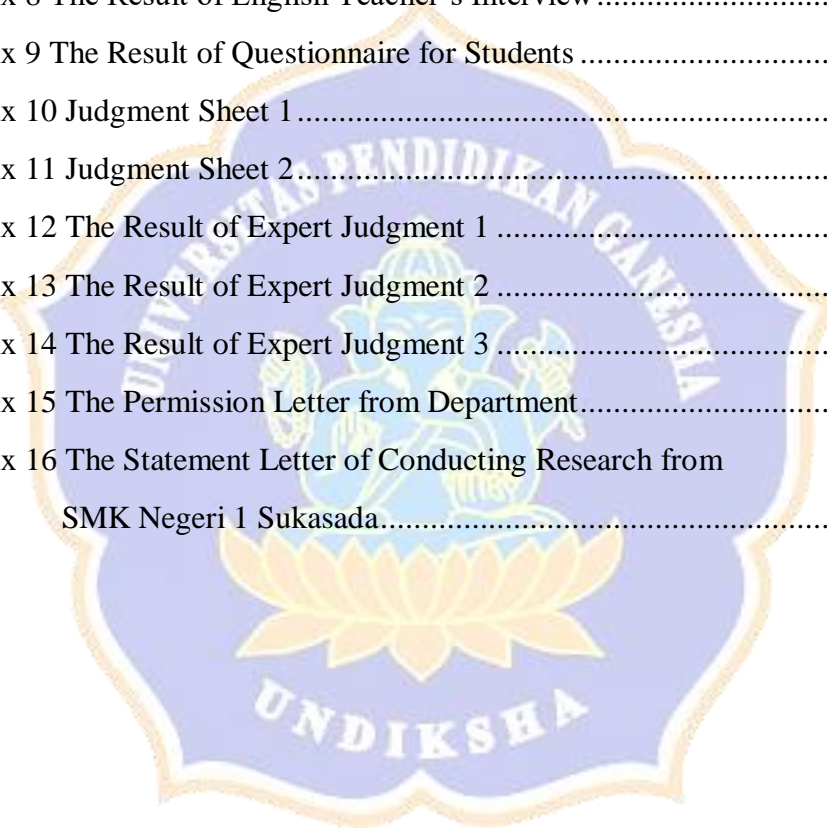 x 8 The Result of English Teacher's Interview..............................
x 9 The Result of Questionnaire for Students ...............................
x 10 Judgment Sheet 1..................................................................
x 11 Judgment Sheet 2..................................................................
x 12 The Result of Expert Judgment 1 .........................................
x 13 The Result of Expert Judgment 2 .........................................
x 14 The Result of Expert Judgment 3 .........................................
x 15 The Permission Letter from Department...............................
x 16 The Statement Letter of Conducting Research from
SMK Negeri 1 Sukasada........................................................
UNIVERSITAS PENDIDIKAN GANESHA
UNDIKSHA